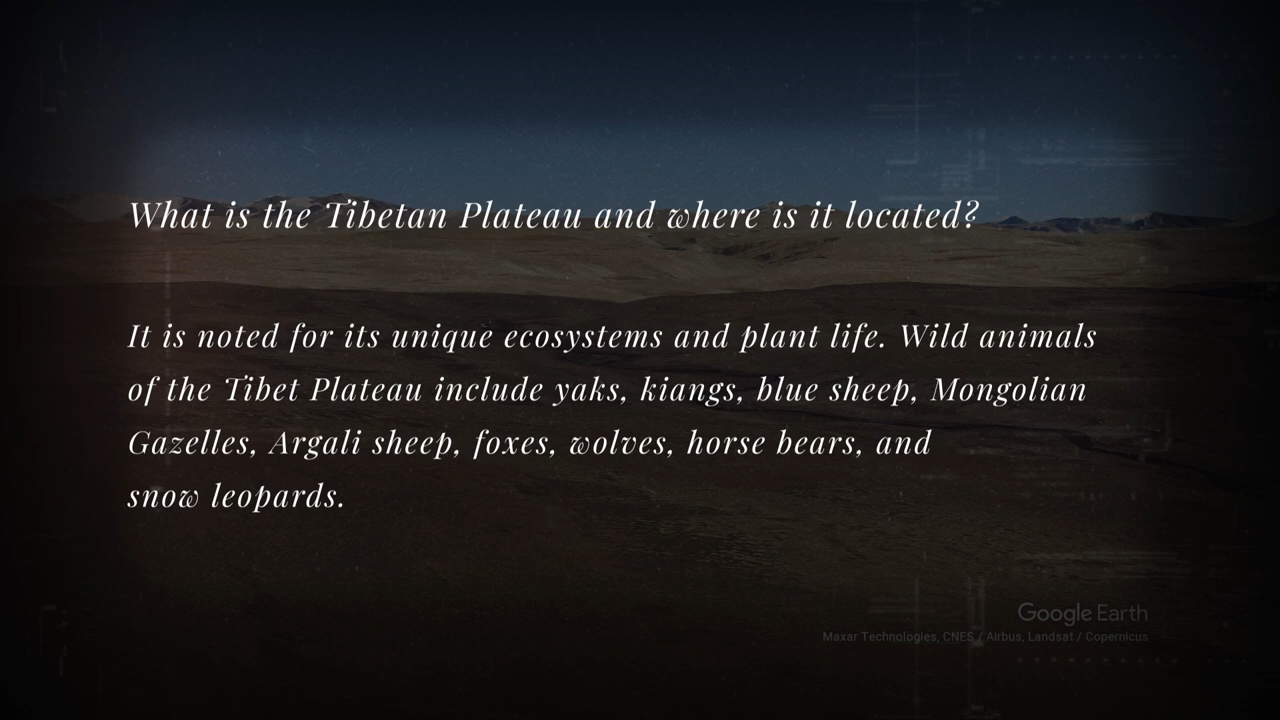 What is the Tibetan Plateau and where is it located?
It is noted for its unique ecosystems and plant life. Wild animals
of the Tibet Plateau include yaks, kiangs, blue sheep, Mongolian
Gazelles, Argali sheep, foxes, wolves, horse bears, and
snow leopards.
Google Earth
Maxar Technologies, CNES / Airbus, Landsat / Copernicus